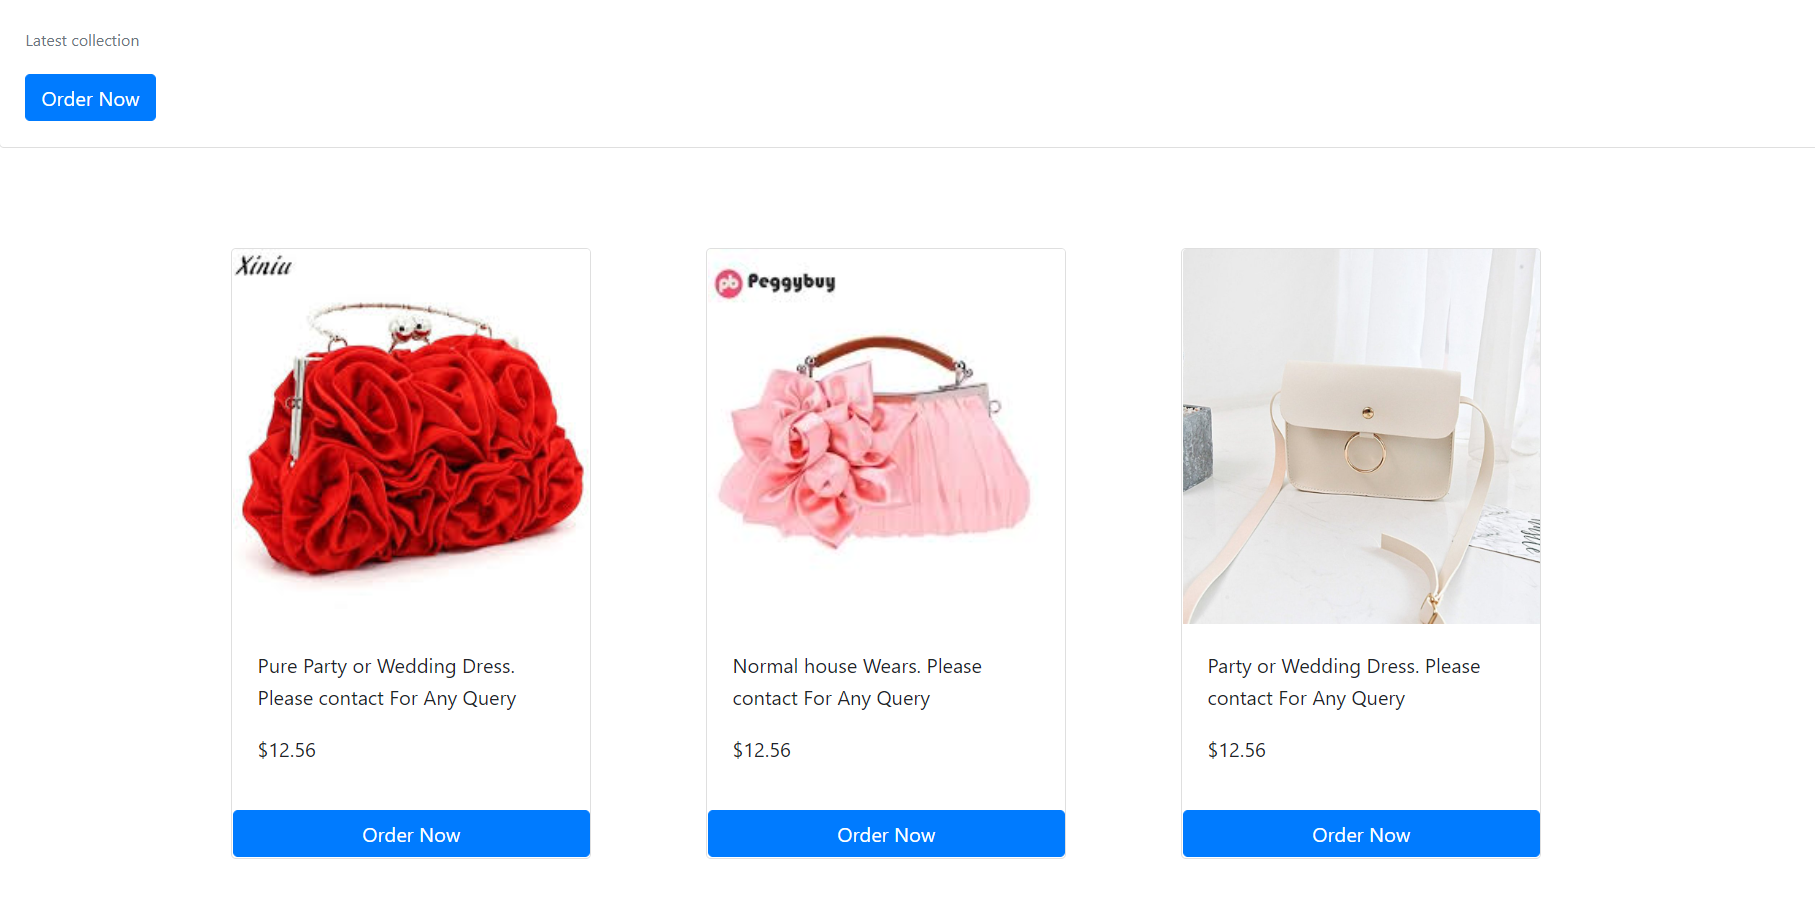 Latest collection
Order Now
Xiniu
Pure Party or Wedding Dress.
Please contact For Any Query
$12.56
Order Now
pb Peggybuy
Normal house Wears. Please
contact For Any Query
$12.56
Order Now
Party or Wedding Dress. Please
contact For Any Query
$12.56
Order Now